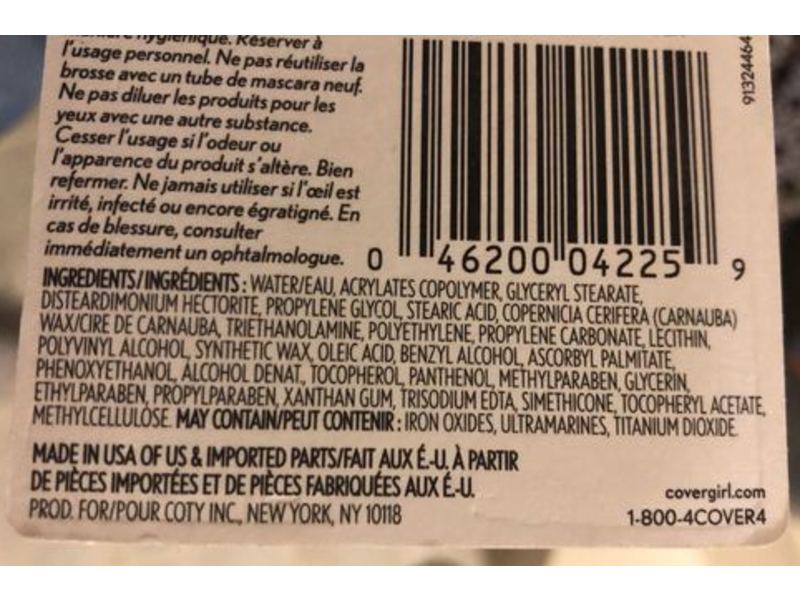 hygiénique. Réserver à
l'usage personnel. Ne pas réutiliser la
brosse avec un tube de mascara neuf.
Ne pas diluer les produits pour les
yeux avec une autre substance.
Cesser l'usage si l'odeur ou
l'apparence du produit s'altère. Bien
refermer. Ne jamais utiliser si l'œil est
irrité, infecté ou encore égratigné. En
cas de blessure, consulter
immédiatement un ophtalmologue.
0 46200 04225 9
91324464
INGREDIENTS/INGRÉDIENTS : WATER/EAU, ACRYLATES COPOLYMER, GLYCERYL STEARATE,
DISTEARDIMONIUM HECTORITE, PROPYLENE GLYCOL, STEARIC ACID, COPERNICIA CERIFERA (CARNAUBA)
WAX/CIRE DE CARNAUBA, TRIETHANOLAMINE, POLYETHYLENE, PROPYLENE CARBONATE, LECITHIN,
POLYVINYL ALCOHOL, SYNTHETIC WAX, OLEIC ACID, BENZYL ALCOHOL, ASCORBYL PALMITATE,
PHENOXYETHANOL, ALCOHOL DENAT., TOCOPHEROL, PANTHENOL, METHYLPARABEN, GLYCERIN,
ETHYLPARABEN, PROPYLPARABEN, XANTHAN GUM, TRISODIUM EDTA, SIMETHICONE, TOCOPHERYL ACETATE,
METHYLCELLULOSE. MAY CONTAIN/PEUT CONTENIR : IRON OXIDES, ULTRAMARINES, TITANIUM DIOXIDE.
MADE IN USA OF US & IMPORTED PARTS/FAIT AUX É.-U. À PARTIR
DE PIÈCES IMPORTÉES ET DE PIÈCES FABRIQUÉES AUX É.-U.
PROD. FOR/POUR COTY INC., NEW YORK, NY 10118
covergirl.com
1-800-4COVER4